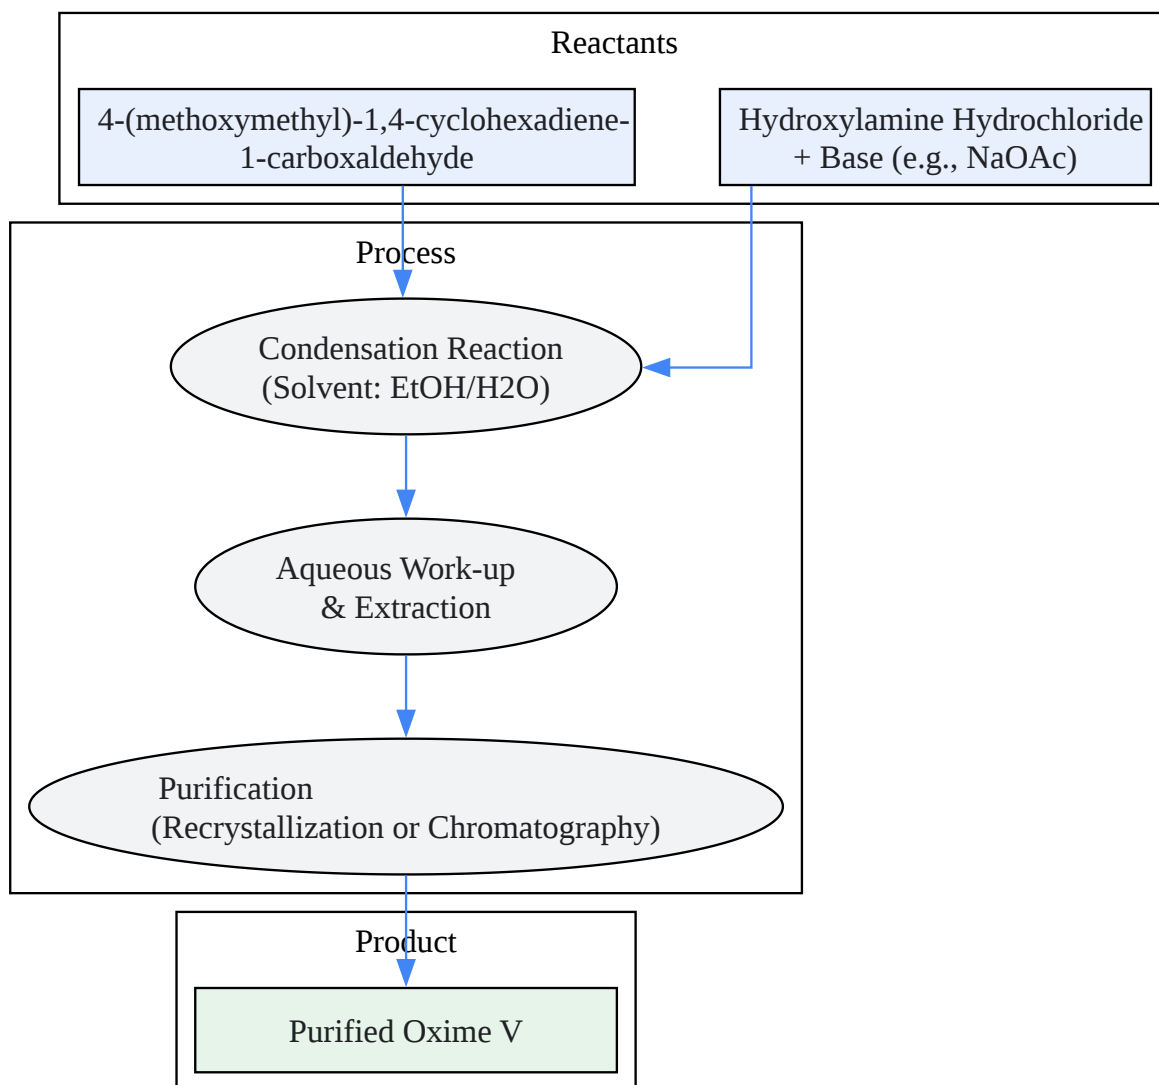 Reactants
4-(methoxymethyl)-1,4-cyclohexadiene-
1-carboxaldehyde
Hydroxylamine Hydrochloride
+ Base (e.g., NaOAc)
Process
Condensation Reaction
(Solvent: EtOH/H2O)
Aqueous Work-up
& Extraction
Purification
(Recrystallization or Chromatography)
Product
Purified Oxime V